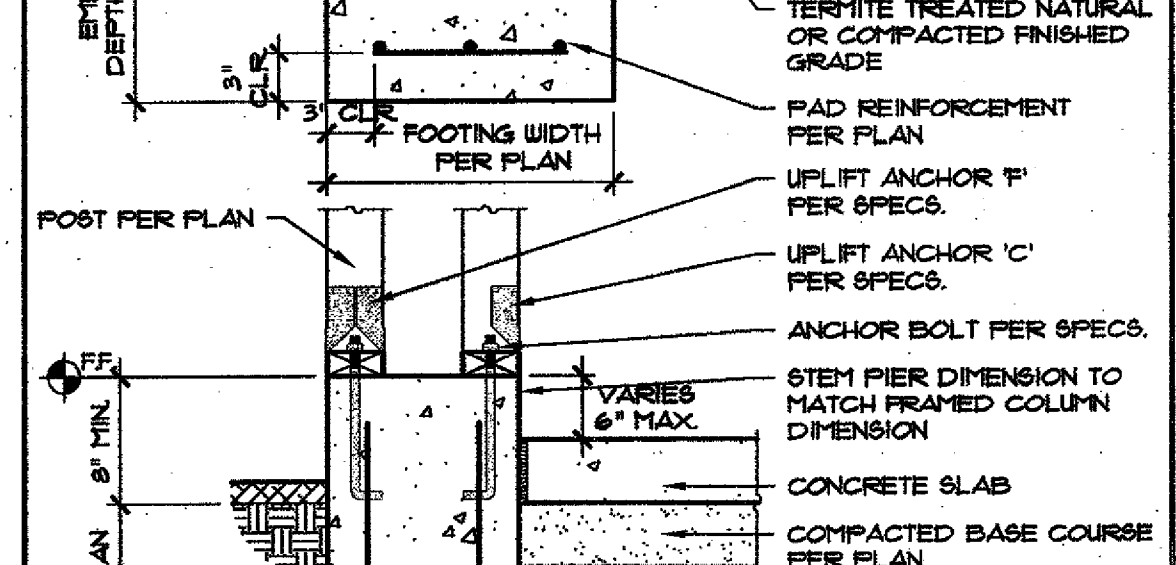 TERMITE TREATED NATURAL
OR COMPACTED FINISHED
GRADE
3"
CLR
3" CLR
FOOTING WIDTH
PER PLAN
PAD REINFORCEMENT
PER PLAN
UPLIFT ANCHOR 'F'
PER SPECS.
POST PER PLAN
UPLIFT ANCHOR 'C'
PER SPECS.
ANCHOR BOLT PER SPECS.
F.F.
STEM PIER DIMENSION TO
MATCH FRAMED COLUMN
DIMENSION
VARIES
6" MAX.
8" MIN.
CONCRETE SLAB
COMPACTED BASE COURSE
PER PLAN